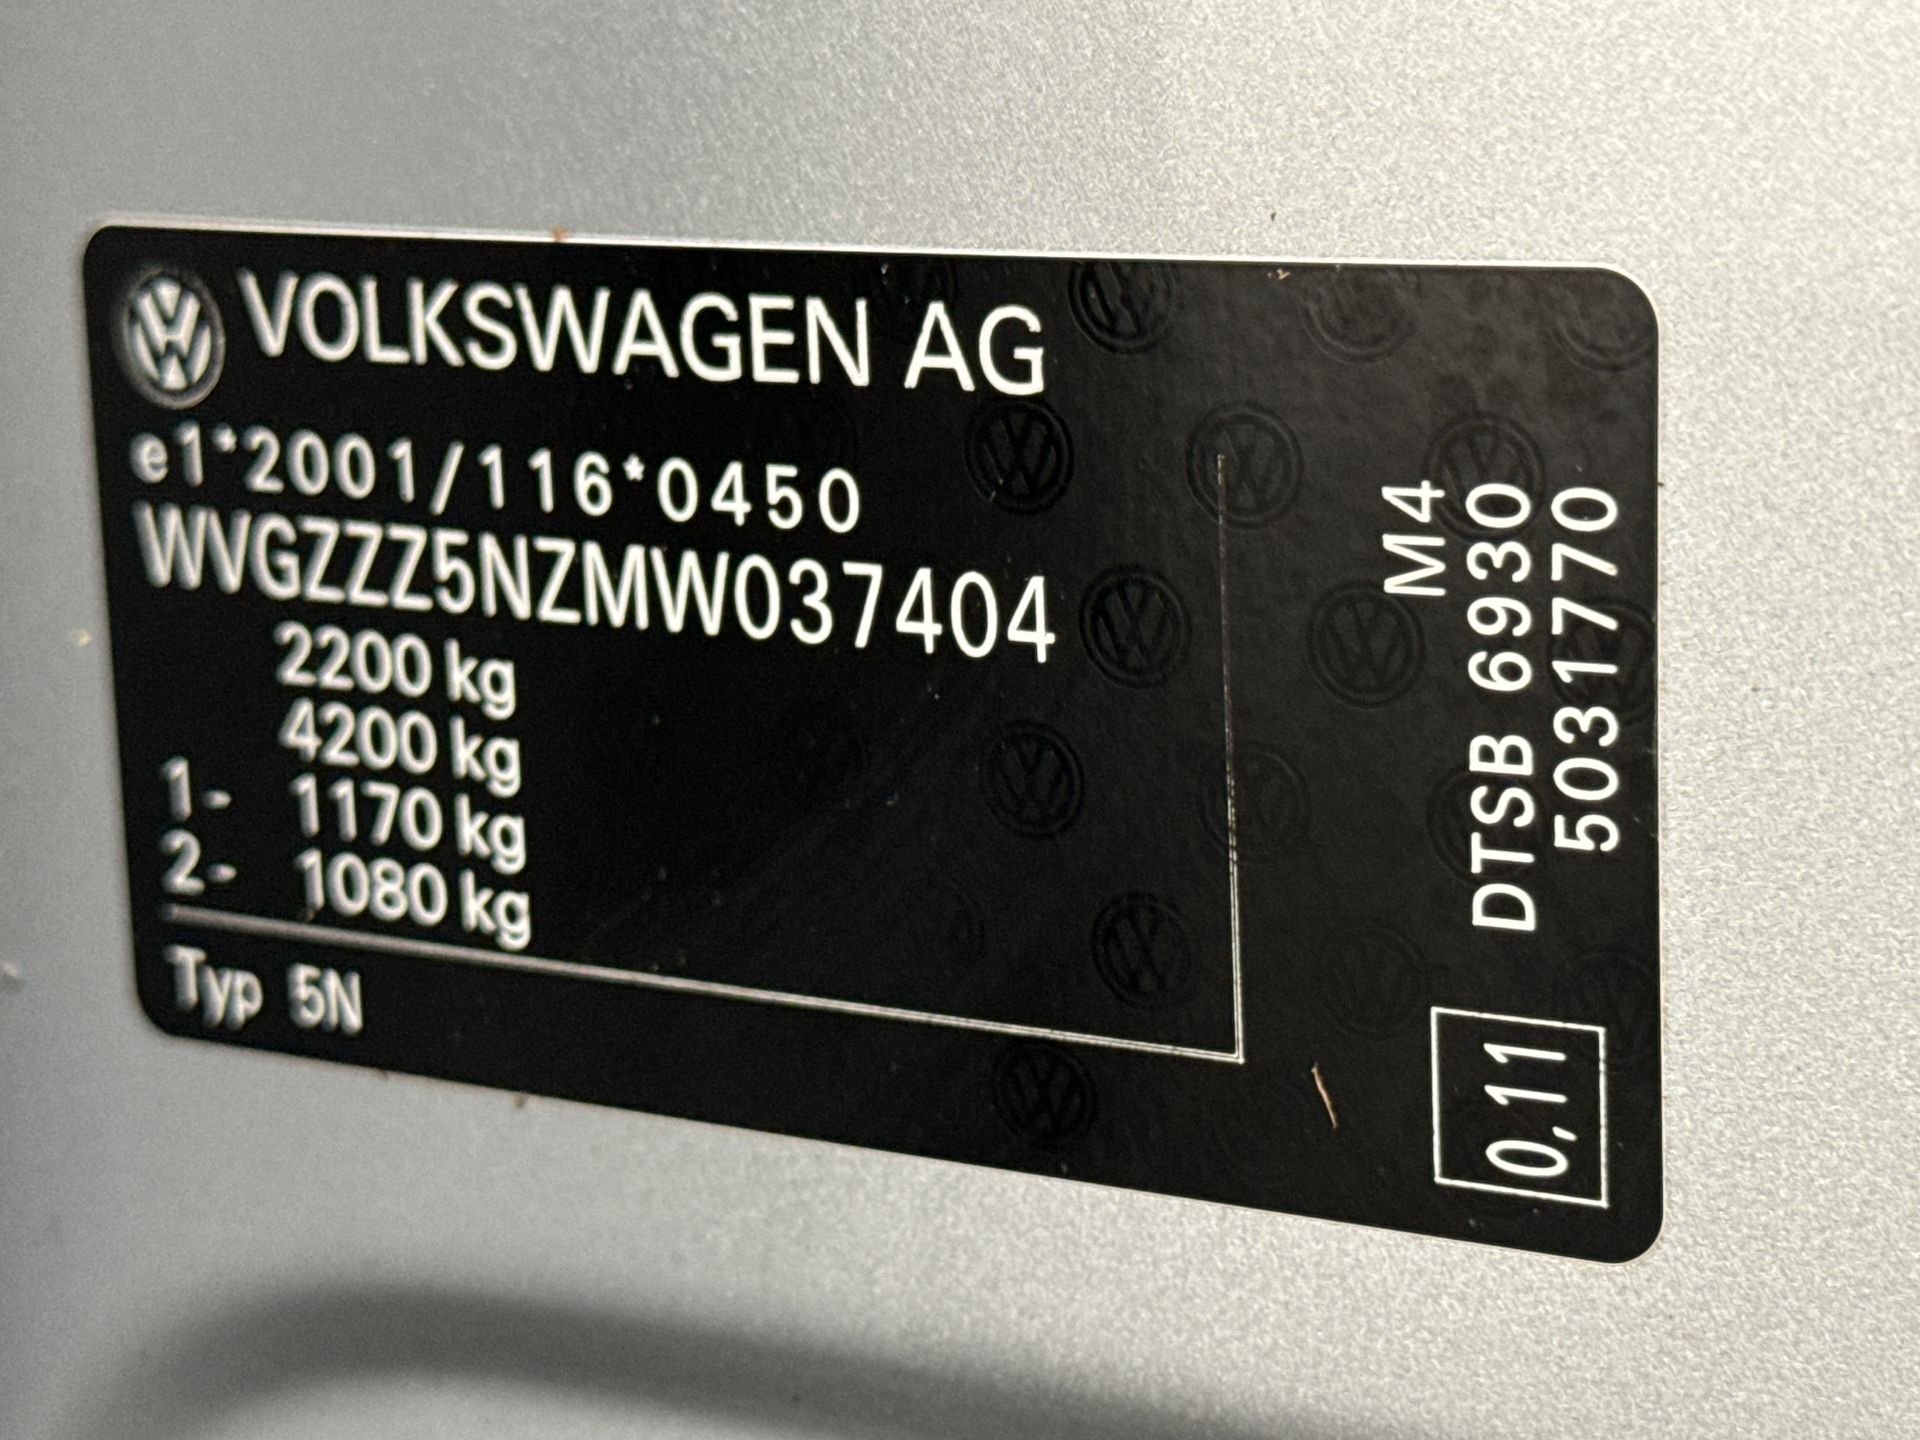 VOLKSWAGEN AG
e1*2001/116*0450
WVGZZZ5NZMW037404
2200 kg
4200 kg
1- 1170 kg
2- 1080 kg
Typ 5N
M4
DTSB 6930
5031770
0,11